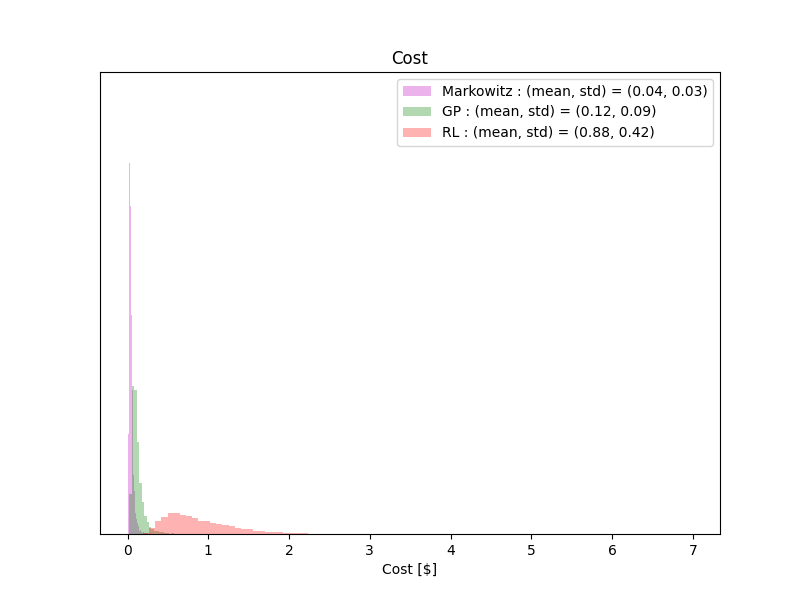 Cost
Markowitz : (mean, std) = (0.04, 0.03)
GP : (mean, std) = (0.12, 0.09)
RL : (mean, std) = (0.88, 0.42)
0 1 2 3 4 5 6 7
Cost [$]